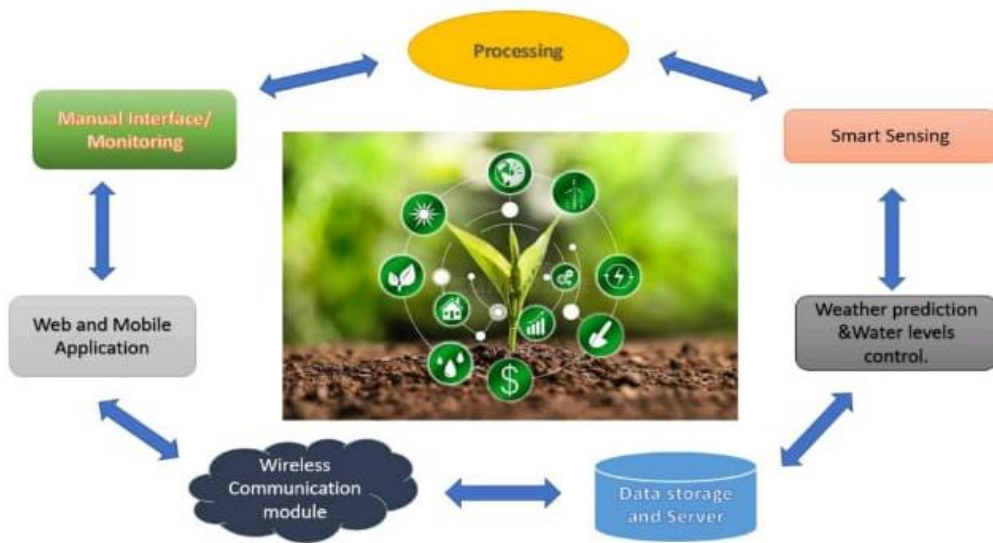 Processing
Manual Interface/
Monitoring
Smart Sensing
Web and Mobile
Application
Weather prediction
&Water levels
control.
Wireless
Communication
module
Data storage
and Server
$